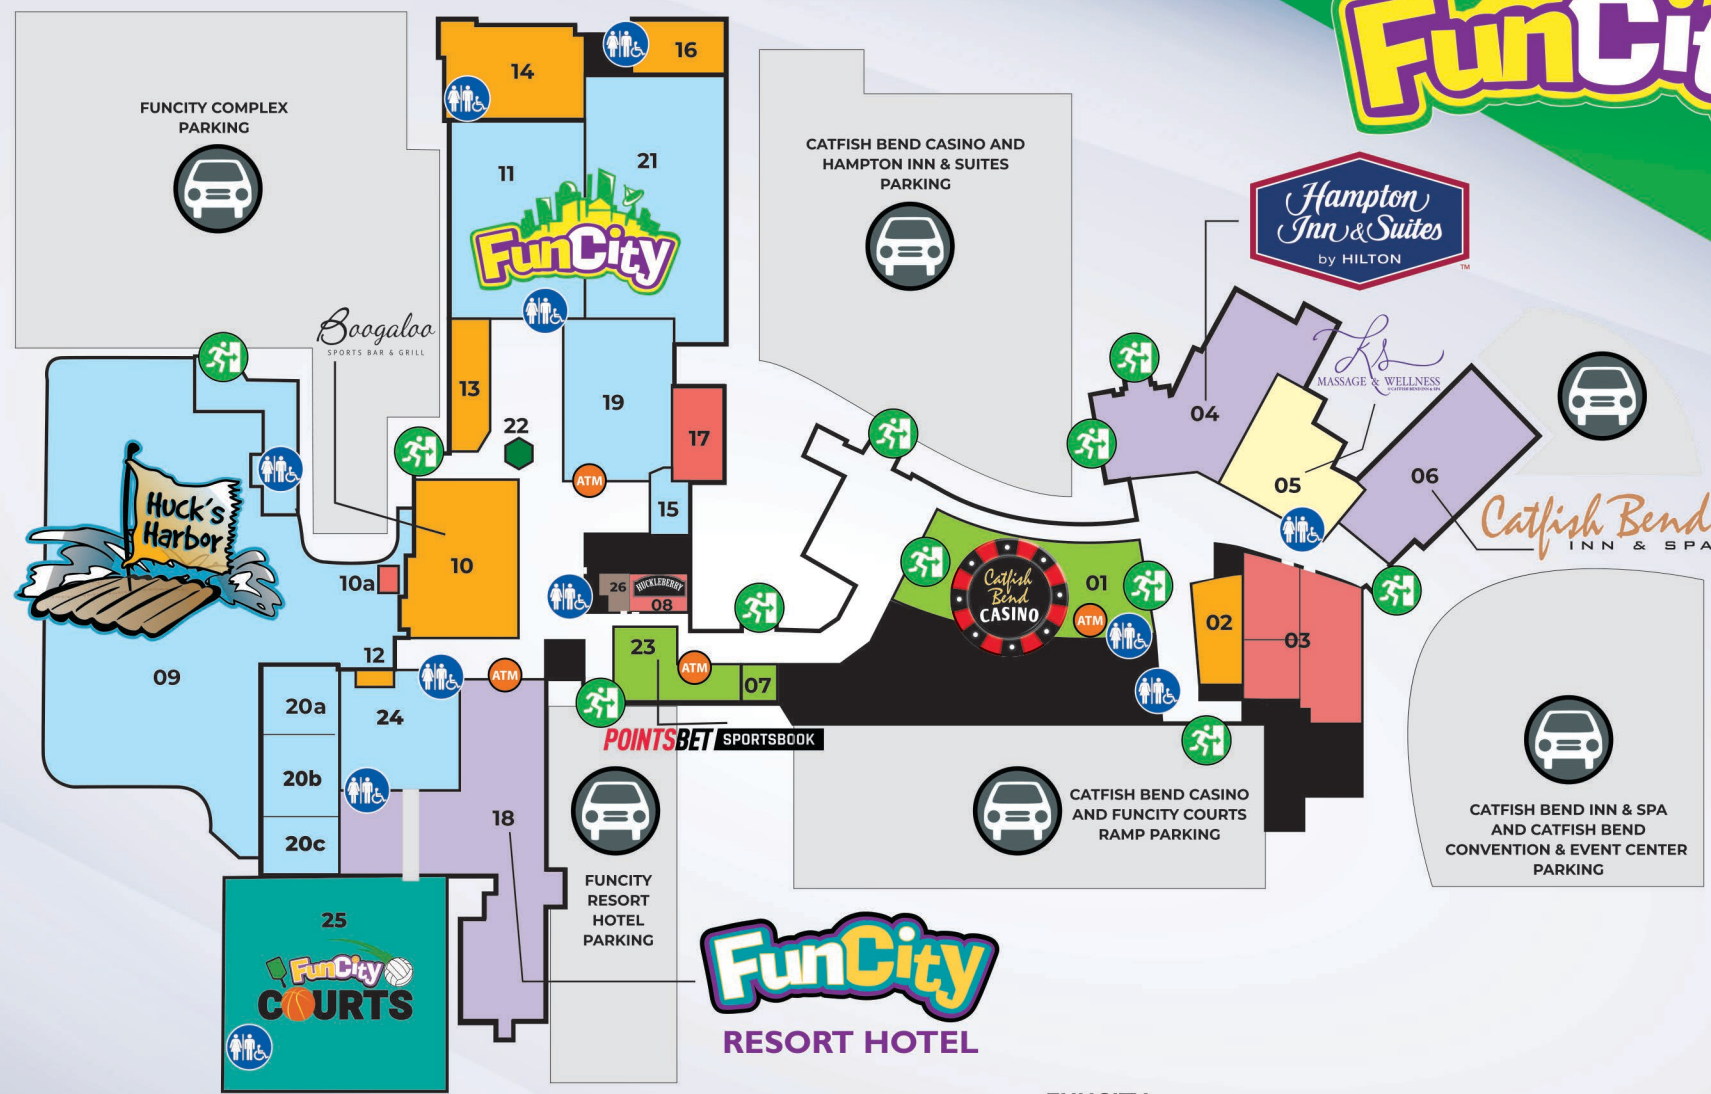 FunCi
FUNCITY COMPLEX
PARKING
14
16
11
21
FunCity
CATFISH BEND CASINO AND
HAMPTON INN & SUITES
PARKING
Hampton
Inn & Suites
by HILTON
TM
Boogaloo
SPORTS BAR & GRILL
13
22
19
17
ATM
15
04
ks
MASSAGE & WELLNESS
05
06
Catfish Bend
INN & SPA
Huck's
Harbor
10
10a
12
09
26
HUCKLEBERRY
08
23
ATM
07
ATM
POINTSBET SPORTSBOOK
Catfish
Bend
CASINO
01
ATM
02
03
20a
20b
20c
24
18
25
FunCity
COURTS
FUNCITY
RESORT
HOTEL
PARKING
CATFISH BEND CASINO
AND FUNCITY COURTS
RAMP PARKING
CATFISH BEND INN & SPA
AND CATFISH BEND
CONVENTION & EVENT CENTER
PARKING
FunCity
RESORT HOTEL